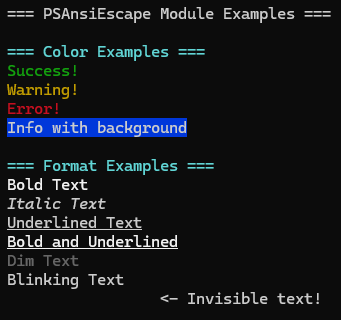 === PSAnsiEscape Module Examples ===
=== Color Examples ===
Success!
Warning!
Error!
Info with background
=== Format Examples ===
Bold Text
Italic Text
Underlined Text
Bold and Underlined
Dim Text
Blinking Text
<- Invisible text!